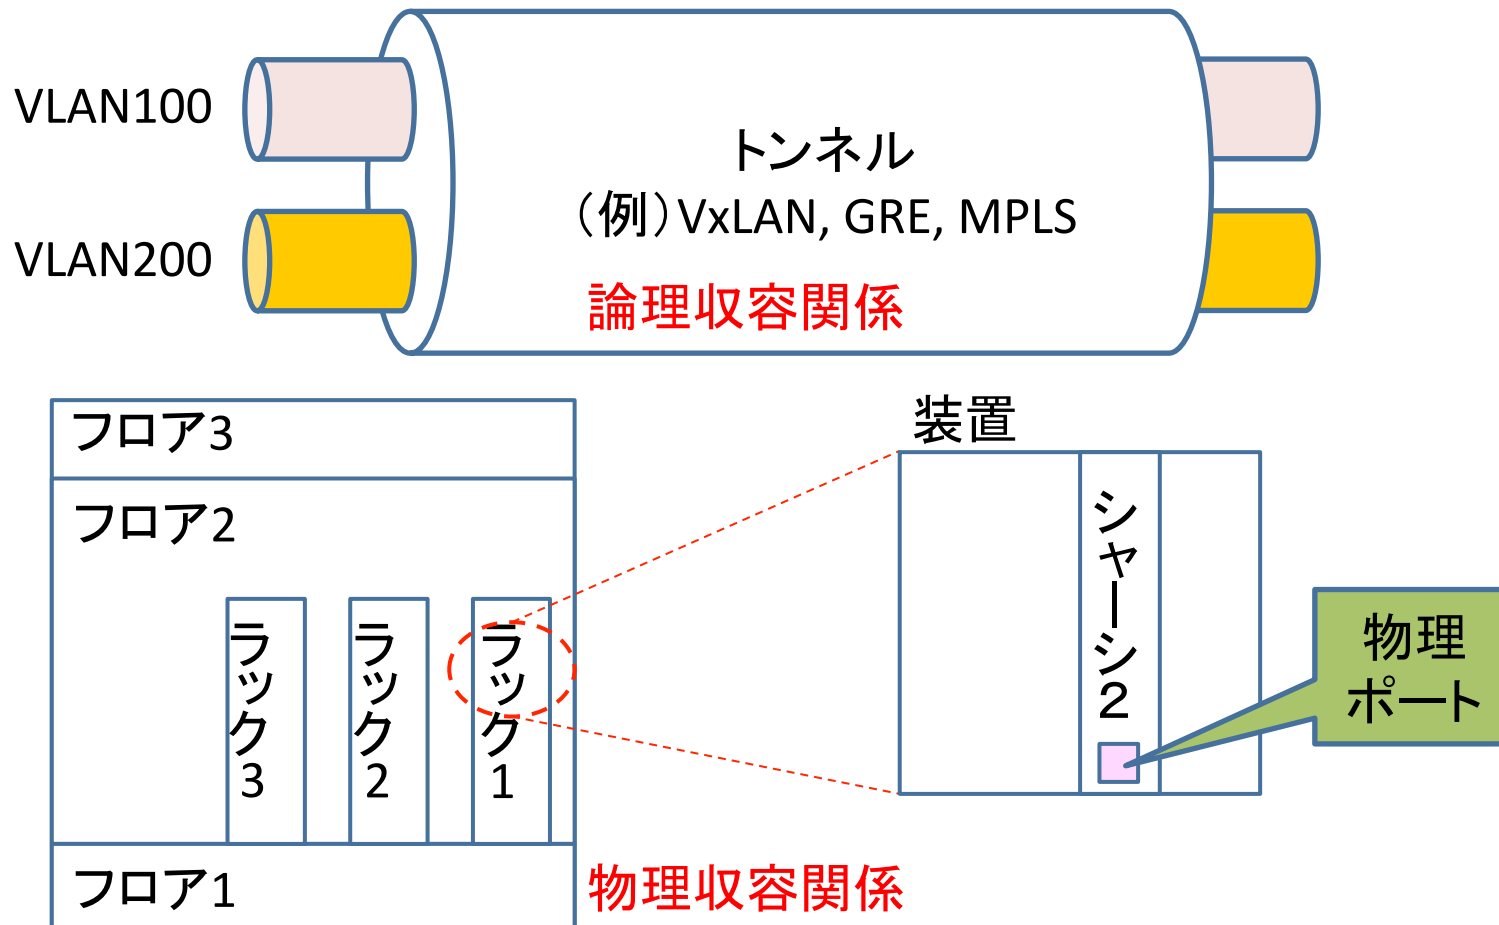 VLAN100
トンネル
（例）VxLAN, GRE, MPLS
VLAN200
論理収容関係
フロア3
フロア2
ラック3
ラック2
ラック1
フロア1
物理収容関係
装置
シャーシ２
物理
ポート